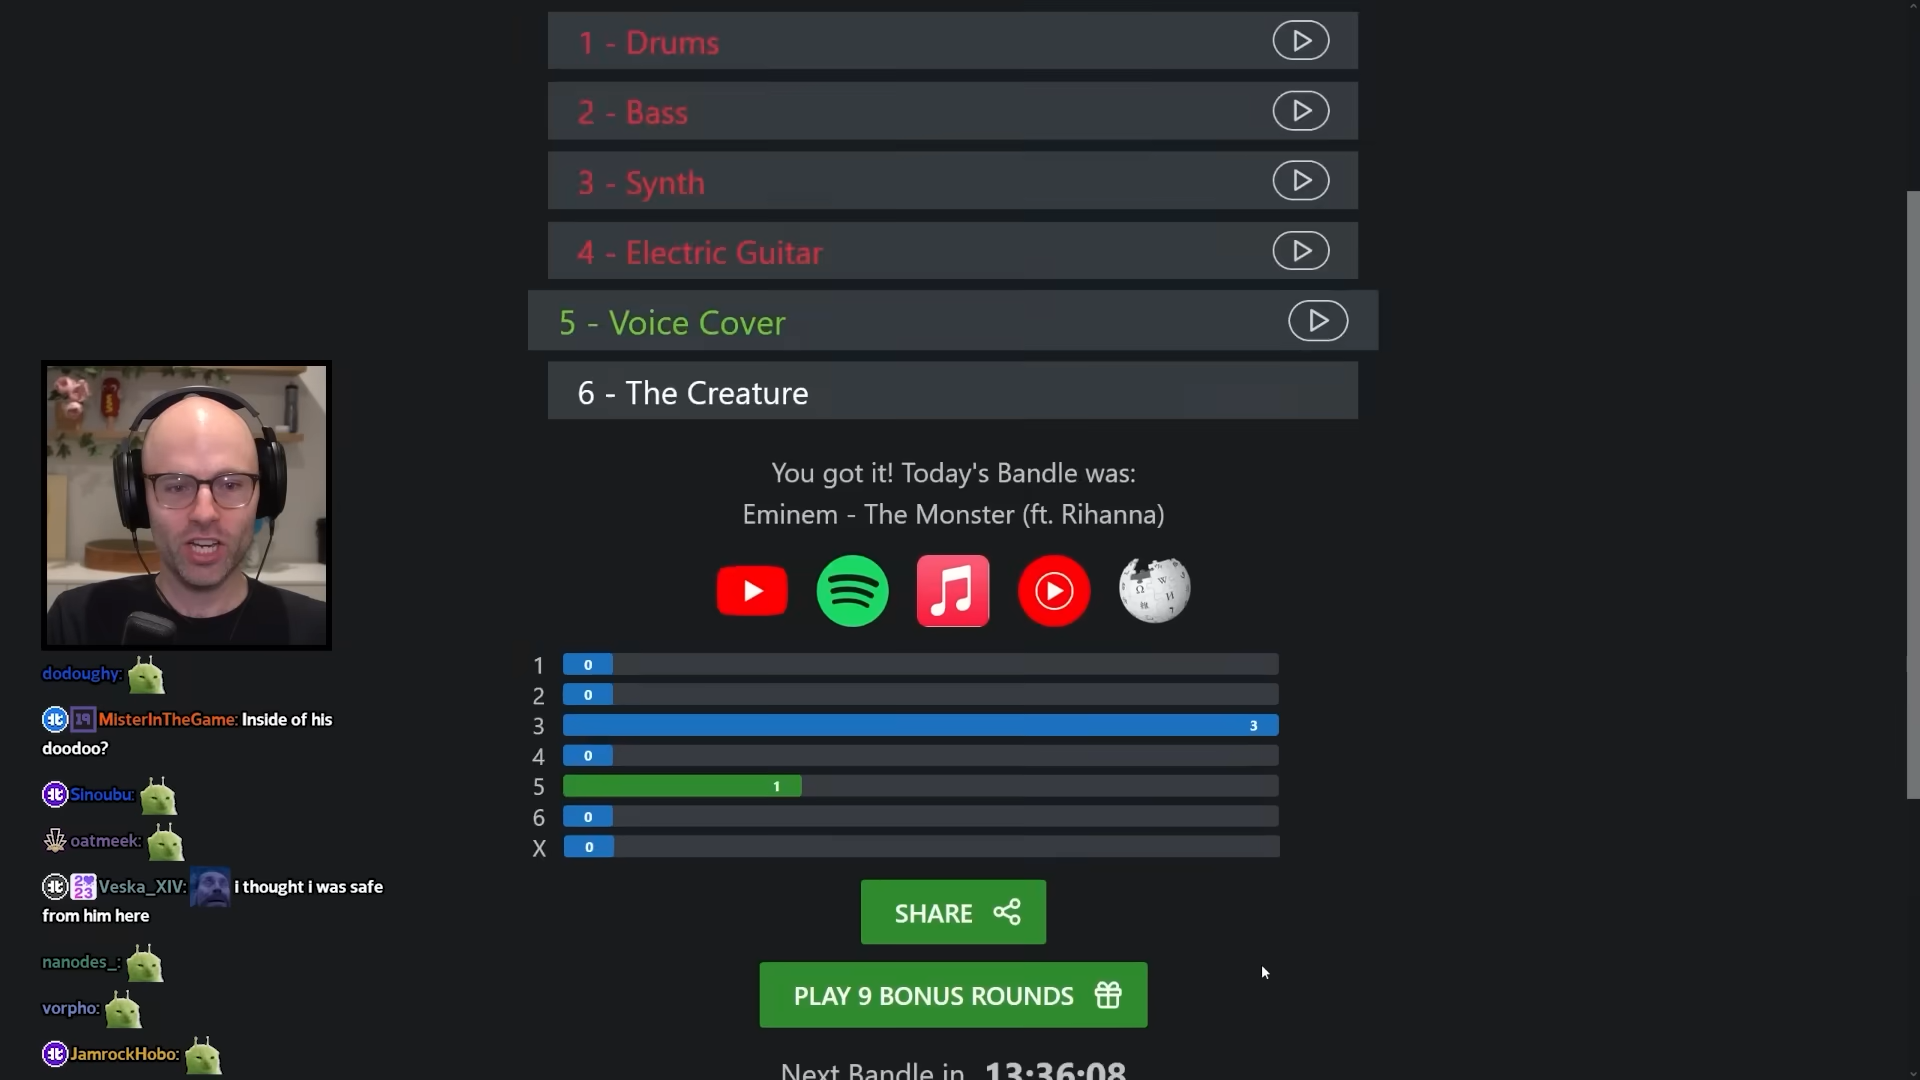 1 - Drums
2 - Bass
3 - Synth
4 - Electric Guitar
5 - Voice Cover
6 - The Creature
You got it! Today's Bandle was:
Eminem - The Monster (ft. Rihanna)
1 0
2 0
3 3
4 0
5 1
6 0
X 0
SHARE
PLAY 9 BONUS ROUNDS
Next Bandle in 13:36:08
dodoughy:
MisterInTheGame: Inside of his
doodoo?
Sinoubu:
oatmeek:
Veska_XIV: i thought i was safe
from him here
nanodes_:
vorpho:
JamrockHobo: